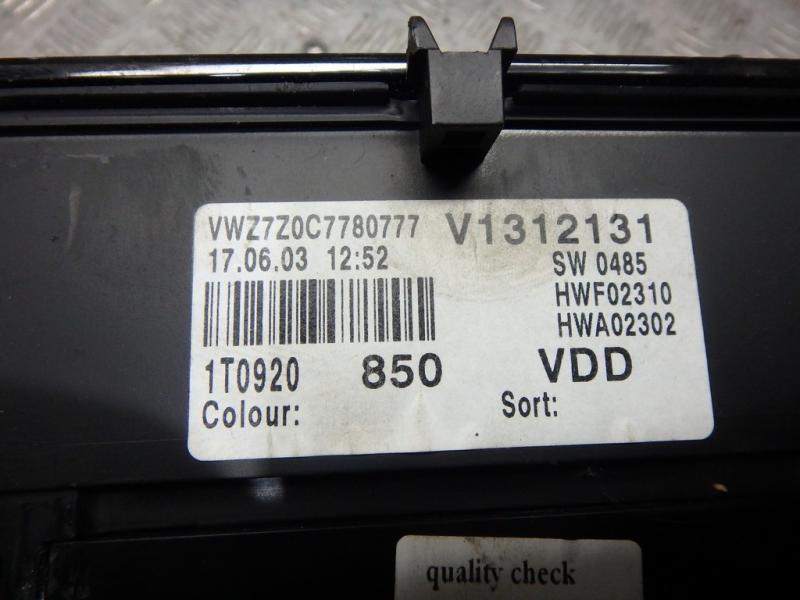 VWZ7Z0C7780777 V1312131
17.06.03 12:52 SW 0485
HWF02310
HWA02302
1T0920 850 VDD
Colour: Sort:
quality check